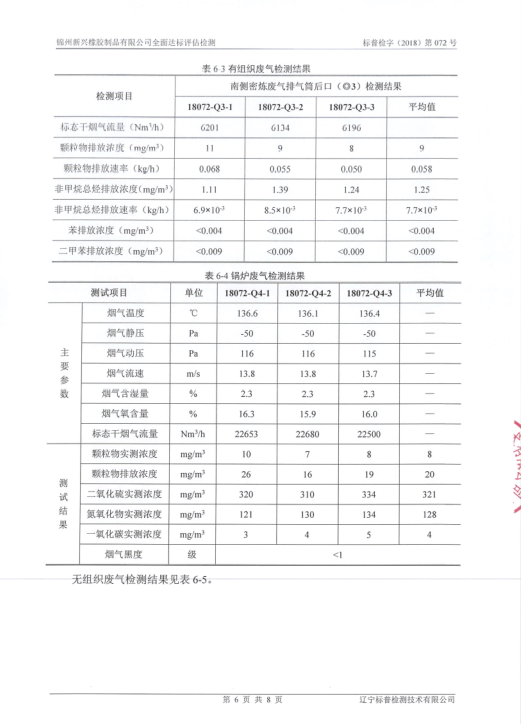 锦州新兴橡胶制品有限公司全面达标评估检测 标普检字（2018）第 072 号
表 6-3 有组织废气检测结果
检测项目 南侧密炼废气排气筒后口（◎3）检测结果
18072-Q3-1 18072-Q3-2 18072-Q3-3 平均值
标态干烟气流量（Nm³/h） 6201 6134 6196
颗粒物排放浓度（mg/m³） 11 9 8 9
颗粒物排放速率（kg/h） 0.068 0.055 0.050 0.058
非甲烷总烃排放浓度(mg/m³) 1.11 1.39 1.24 1.25
非甲烷总烃排放速率（kg/h） 6.9×10-3 8.5×10-3 7.7×10-3 7.7×10-3
苯排放浓度（mg/m³） <0.004 <0.004 <0.004 <0.004
二甲苯排放浓度（mg/m³） <0.009 <0.009 <0.009 <0.009
表 6-4 锅炉废气检测结果
测试项目 单位 18072-Q4-1 18072-Q4-2 18072-Q4-3 平均值
主要参数
烟气温度 ℃ 136.6 136.1 136.4 —
烟气静压 Pa -50 -50 -50 —
烟气动压 Pa 116 116 115 —
烟气流速 m/s 13.8 13.8 13.7 —
烟气含湿量 % 2.3 2.3 2.3 —
烟气氧含量 % 16.3 15.9 16.0 —
标态干烟气流量 Nm³/h 22653 22680 22500 —
测试结果
颗粒物实测浓度 mg/m³ 10 7 8 8
颗粒物排放浓度 mg/m³ 26 16 19 20
二氧化硫实测浓度 mg/m³ 320 310 334 321
氮氧化物实测浓度 mg/m³ 121 130 134 128
一氧化碳实测浓度 mg/m³ 3 4 5 4
烟气黑度 级 <1
无组织废气检测结果见表 6-5。
第 6 页 共 8 页 辽宁标普检测技术有限公司